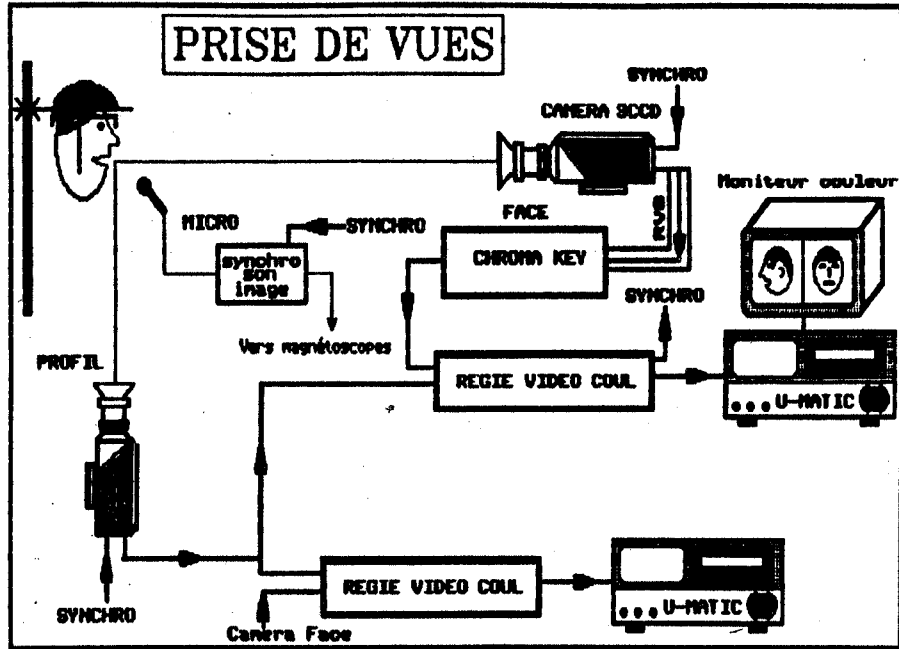 PRISE DE VUES
SYNCHRO
CAMERA 3CCD
Moniteur couleur
MICRO
SYNCHRO
FACE
RVB
synchro
son
image
CHROMA KEY
SYNCHRO
Vers magnétoscopes
PROFIL
REGIE VIDEO COUL
U-MATIC
REGIE VIDEO COUL
U-MATIC
SYNCHRO
Caméra Face